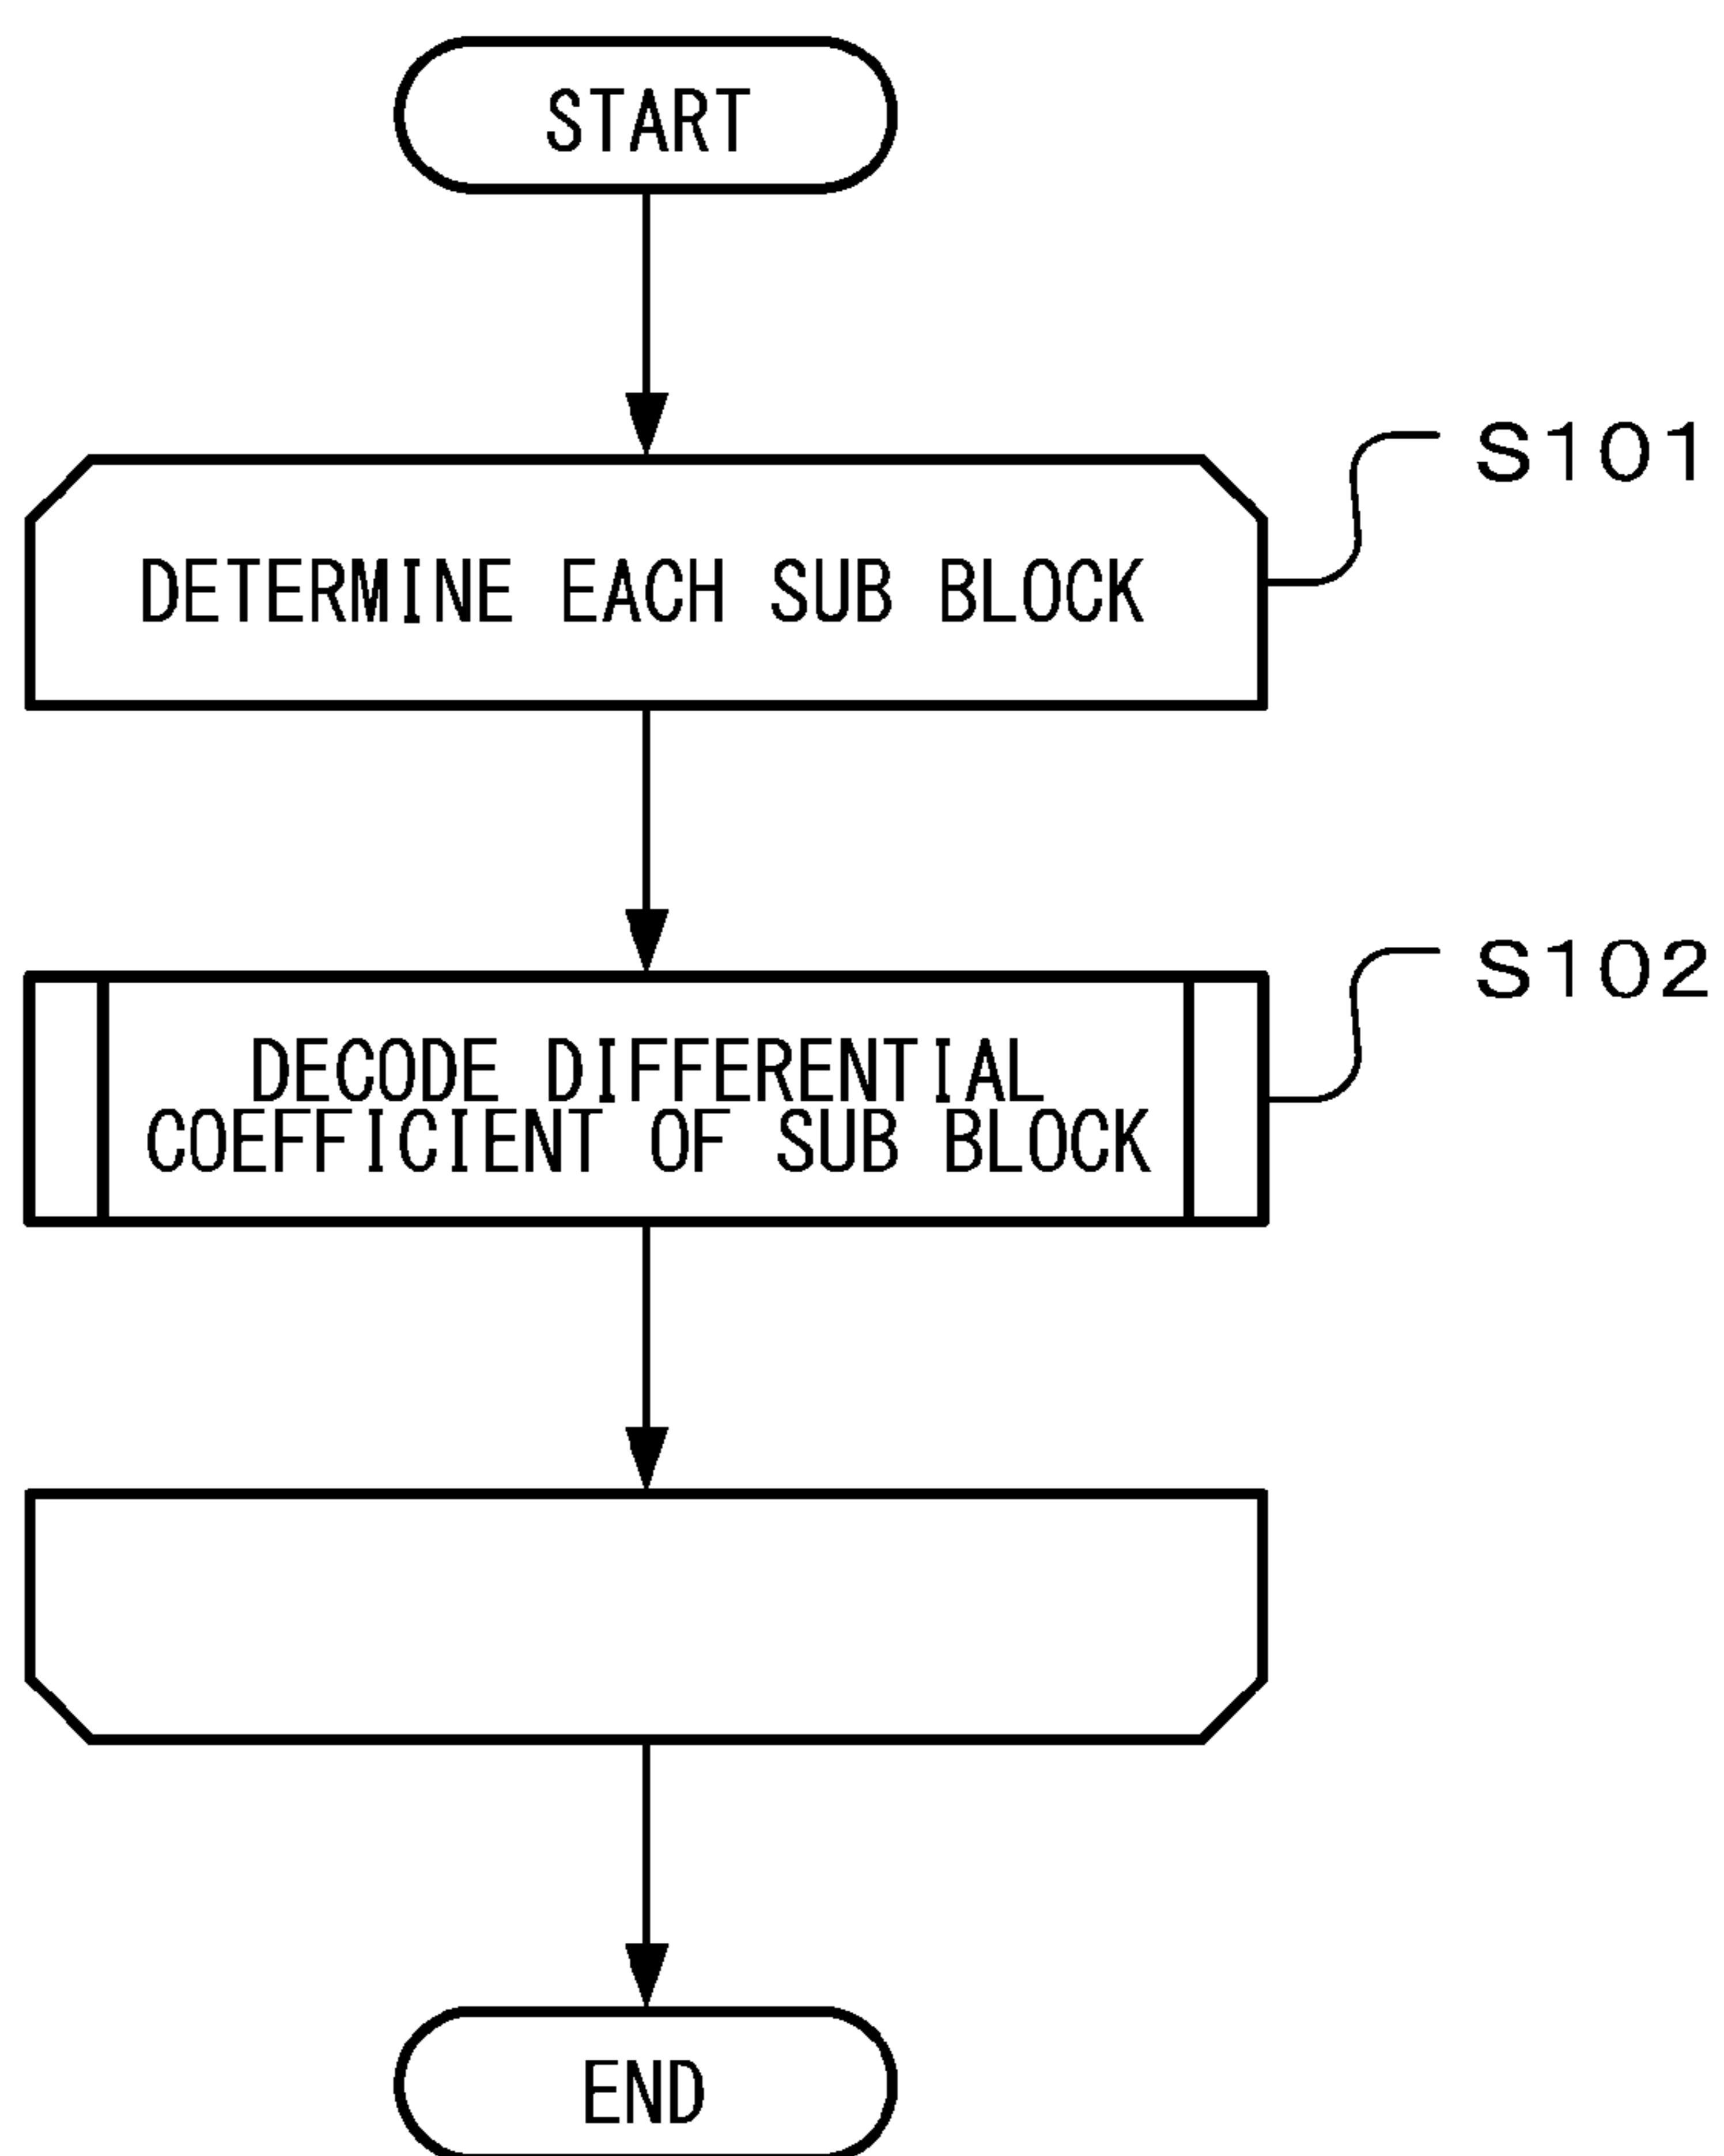 START
DETERMINE EACH SUB BLOCK
S101
DECODE DIFFERENTIAL
COEFFICIENT OF SUB BLOCK
S102
END